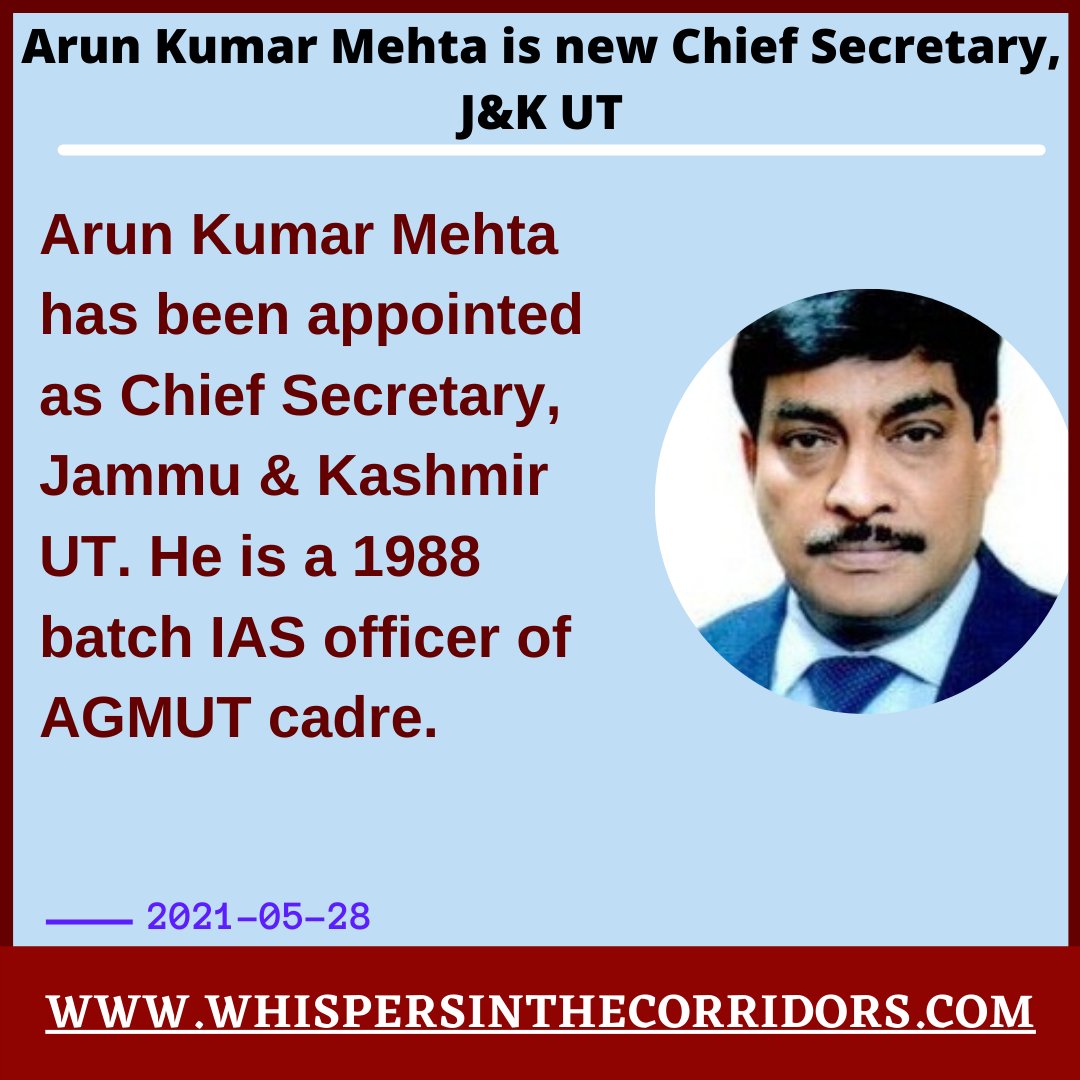 Arun Kumar Mehta is new Chief Secretary,
J&K UT
Arun Kumar Mehta
has been appointed
as Chief Secretary,
Jammu & Kashmir
UT. He is a 1988
batch IAS officer of
AGMUT cadre.
2021-05-28
WWW.WHISPERSINTHECORRIDORS.COM